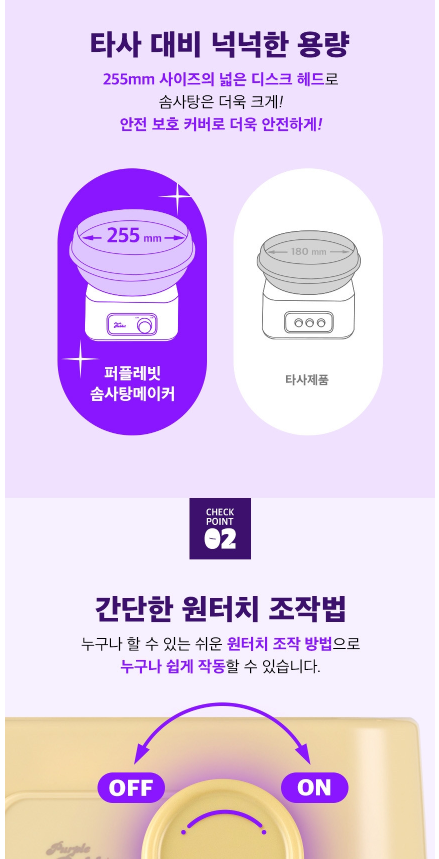 타사 대비 넉넉한 용량
255mm 사이즈의 넓은 디스크 헤드로
솜사탕은 더욱 크게!
안전 보호 커버로 더욱 안전하게!
255 mm
180 mm
퍼플레빗
솜사탕메이커
타사제품
CHECK
POINT
02
간단한 원터치 조작법
누구나 할 수 있는 쉬운 원터치 조작 방법으로
누구나 쉽게 작동할 수 있습니다.
OFF
ON
Purple